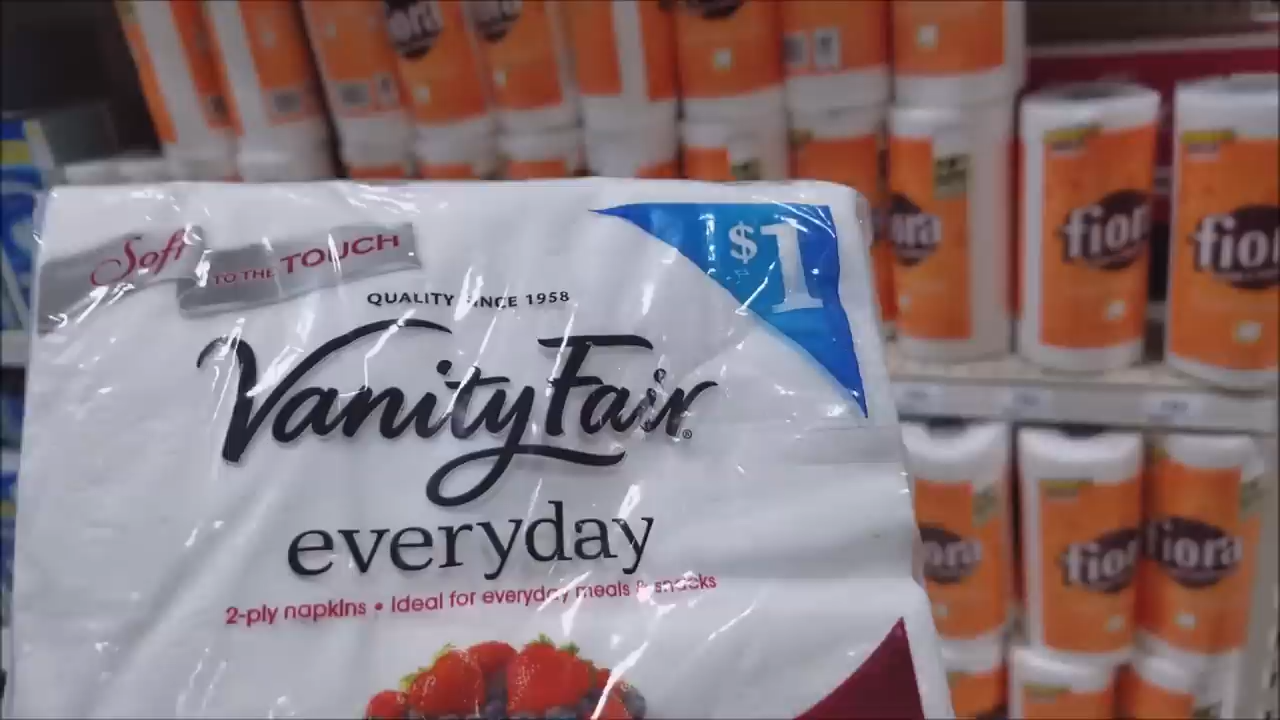 Soft TO THE TOUCH
$1
QUALITY SINCE 1958
VanityFair®
everyday
2-ply napkins • Ideal for everyday meals & snacks
fiora
fiora
fiora
fiora
fiora